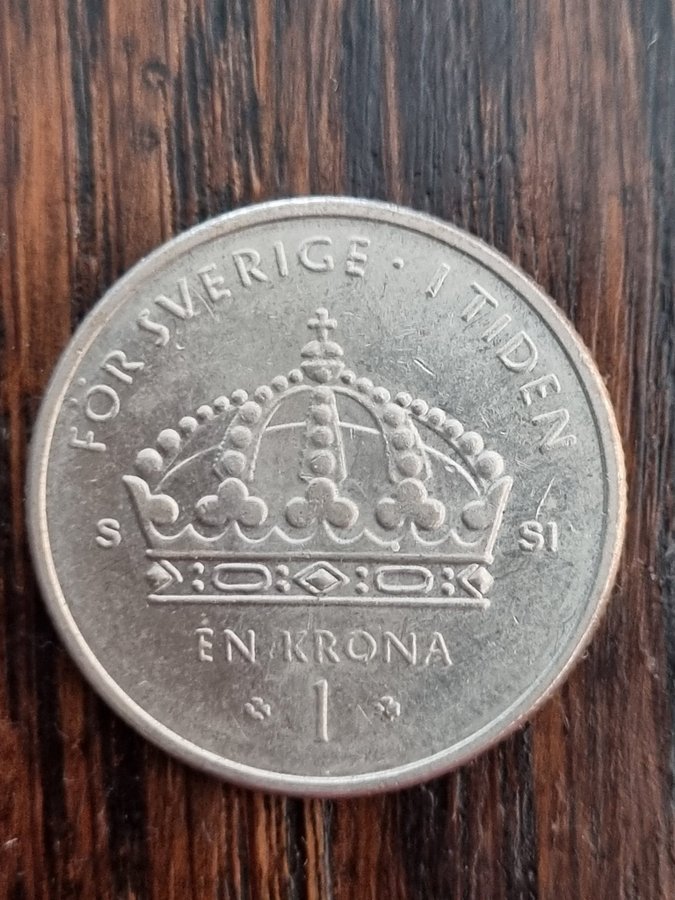 FÖR SVERIGE · I TIDEN
S SI
EN KRONA
1